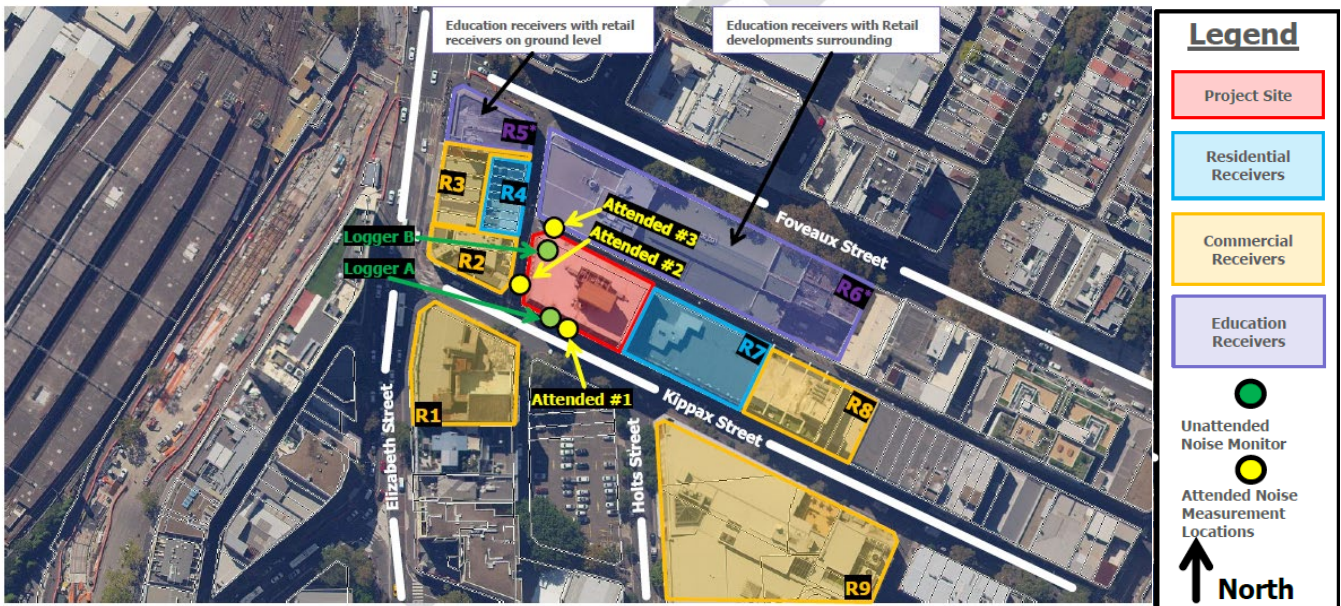 Education receivers with retail
receivers on ground level
Education receivers with Retail
developments surrounding
R5*
R3
R4
R2
Logger B
Logger A
Attended #3
Attended #2
Attended #1
Foveaux Street
R6*
R7
R8
R1
Elizabeth Street
Holts Street
Kippax Street
R9
Legend
Project Site
Residential
Receivers
Commercial
Receivers
Education
Receivers
Unattended
Noise Monitor
Attended Noise
Measurement
Locations
North